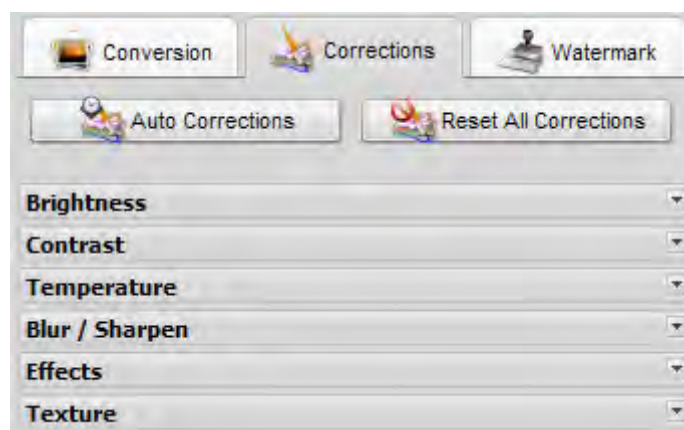 Conversion Corrections Watermark
Auto Corrections Reset All Corrections
Brightness
Contrast
Temperature
Blur / Sharpen
Effects
Texture